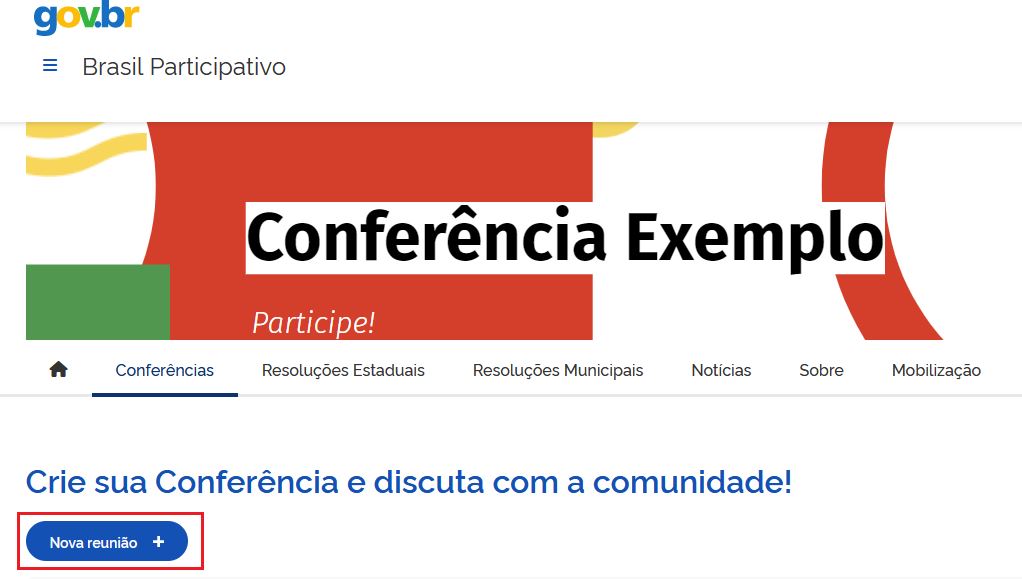 gov.br
Brasil Participativo
Conferência Exemplo
Participe!
Conferências Resoluções Estaduais Resoluções Municipais Notícias Sobre Mobilização
Crie sua Conferência e discuta com a comunidade!
Nova reunião +